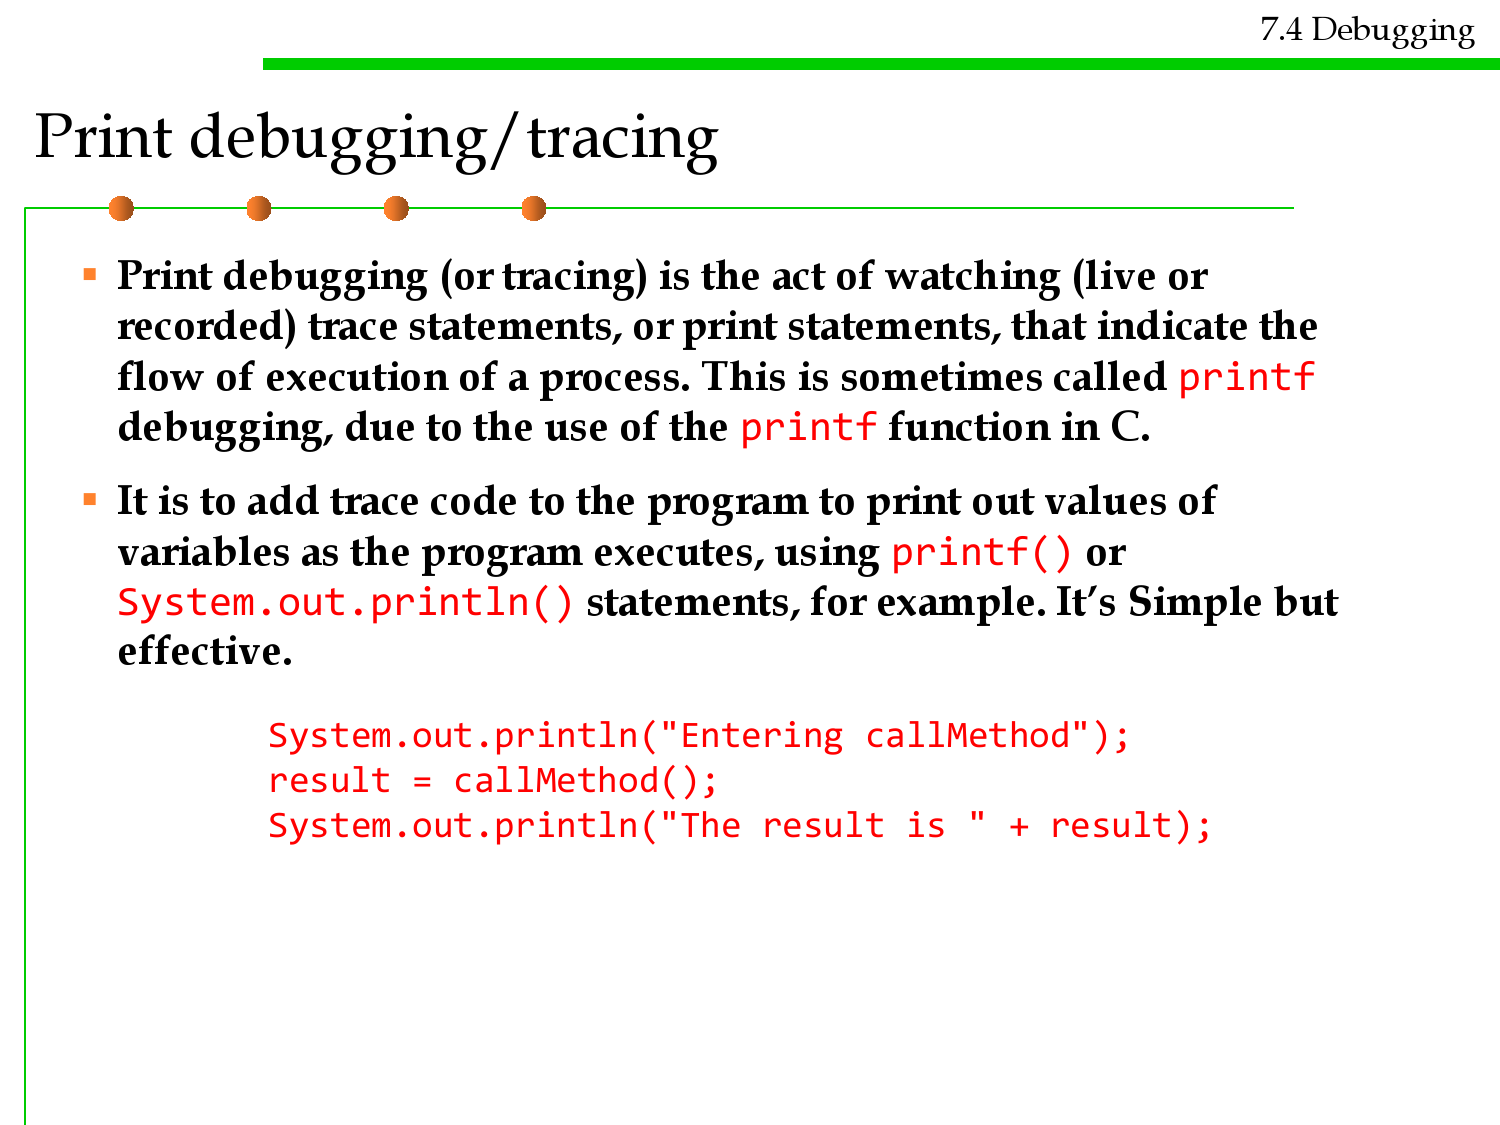 7.4 Debugging
Print debugging/tracing
▪ Print debugging (or tracing) is the act of watching (live or
recorded) trace statements, or print statements, that indicate the
flow of execution of a process. This is sometimes called printf
debugging, due to the use of the printf function in C.
▪ It is to add trace code to the program to print out values of
variables as the program executes, using printf() or
System.out.println() statements, for example. It’s Simple but
effective.
System.out.println("Entering callMethod");
result = callMethod();
System.out.println("The result is " + result);